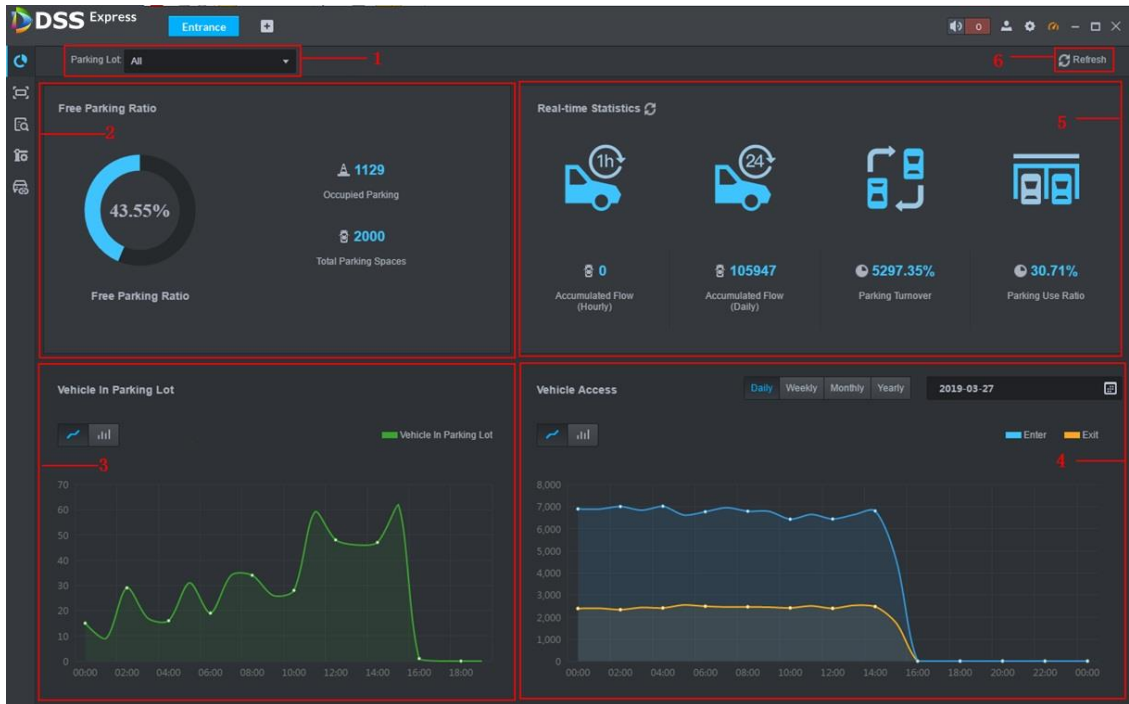 DSS Express
Entrance
0
Parking Lot: All
1
6
Refresh
Free Parking Ratio
2
43.55%
1129
Occupied Parking
2000
Total Parking Spaces
Free Parking Ratio
Real-time Statistics
5
1h
24
0
Accumulated Flow
(Hourly)
105947
Accumulated Flow
(Daily)
5297.35%
Parking Turnover
30.71%
Parking Use Ratio
Vehicle In Parking Lot
Vehicle In Parking Lot
3
70
60
50
40
30
20
10
0
00:00 02:00 04:00 06:00 08:00 10:00 12:00 14:00 16:00 18:00
Vehicle Access
Daily Weekly Monthly Yearly
2019-03-27
Enter Exit
4
8,000
7,000
6,000
5,000
4,000
3,000
2,000
1,000
0
00:00 02:00 04:00 06:00 08:00 10:00 12:00 14:00 16:00 18:00 20:00 22:00 00:00